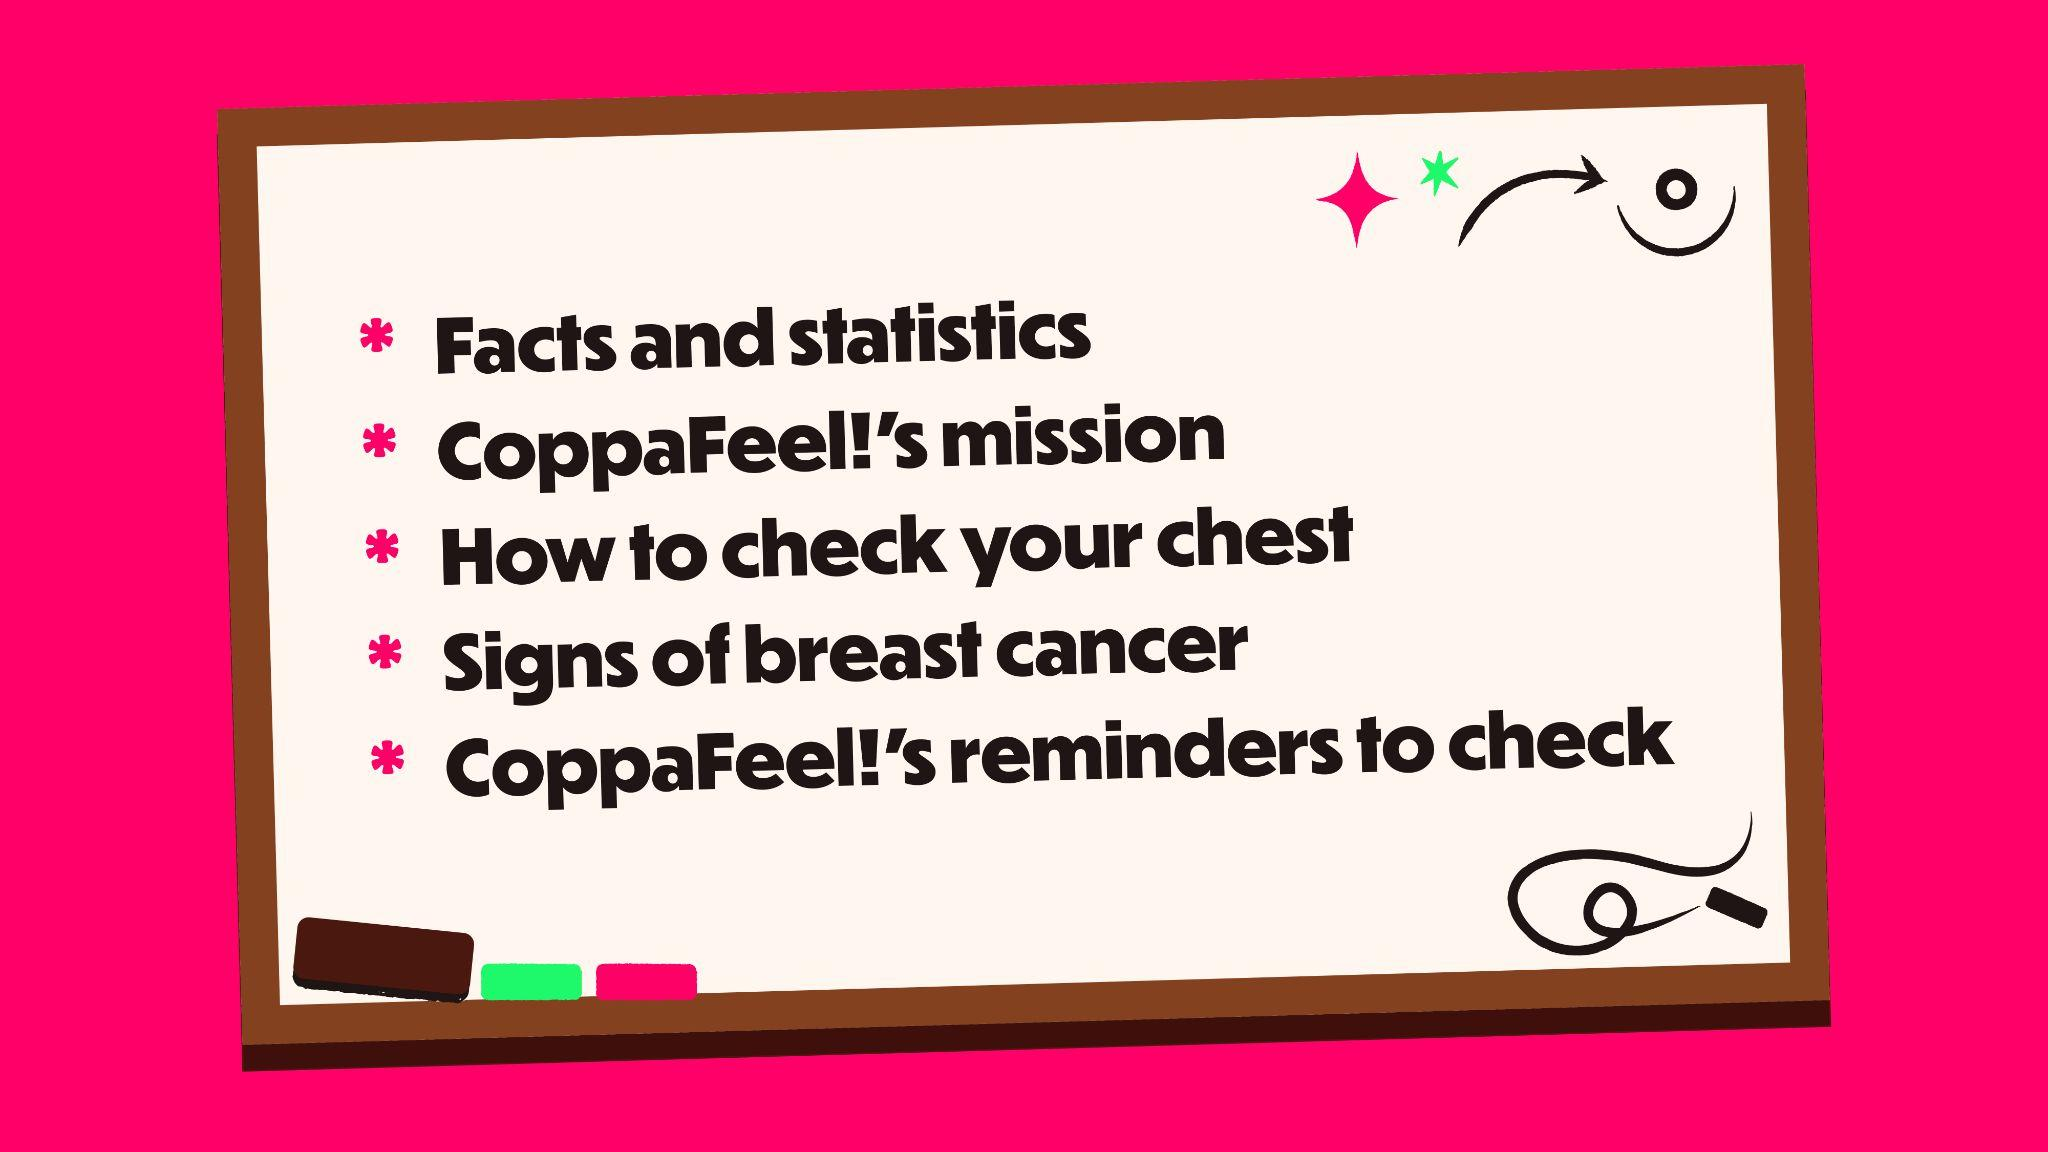 * Facts and statistics
* CoppaFeel!’s mission
* How to check your chest
* Signs of breast cancer
* CoppaFeel!’s reminders to check